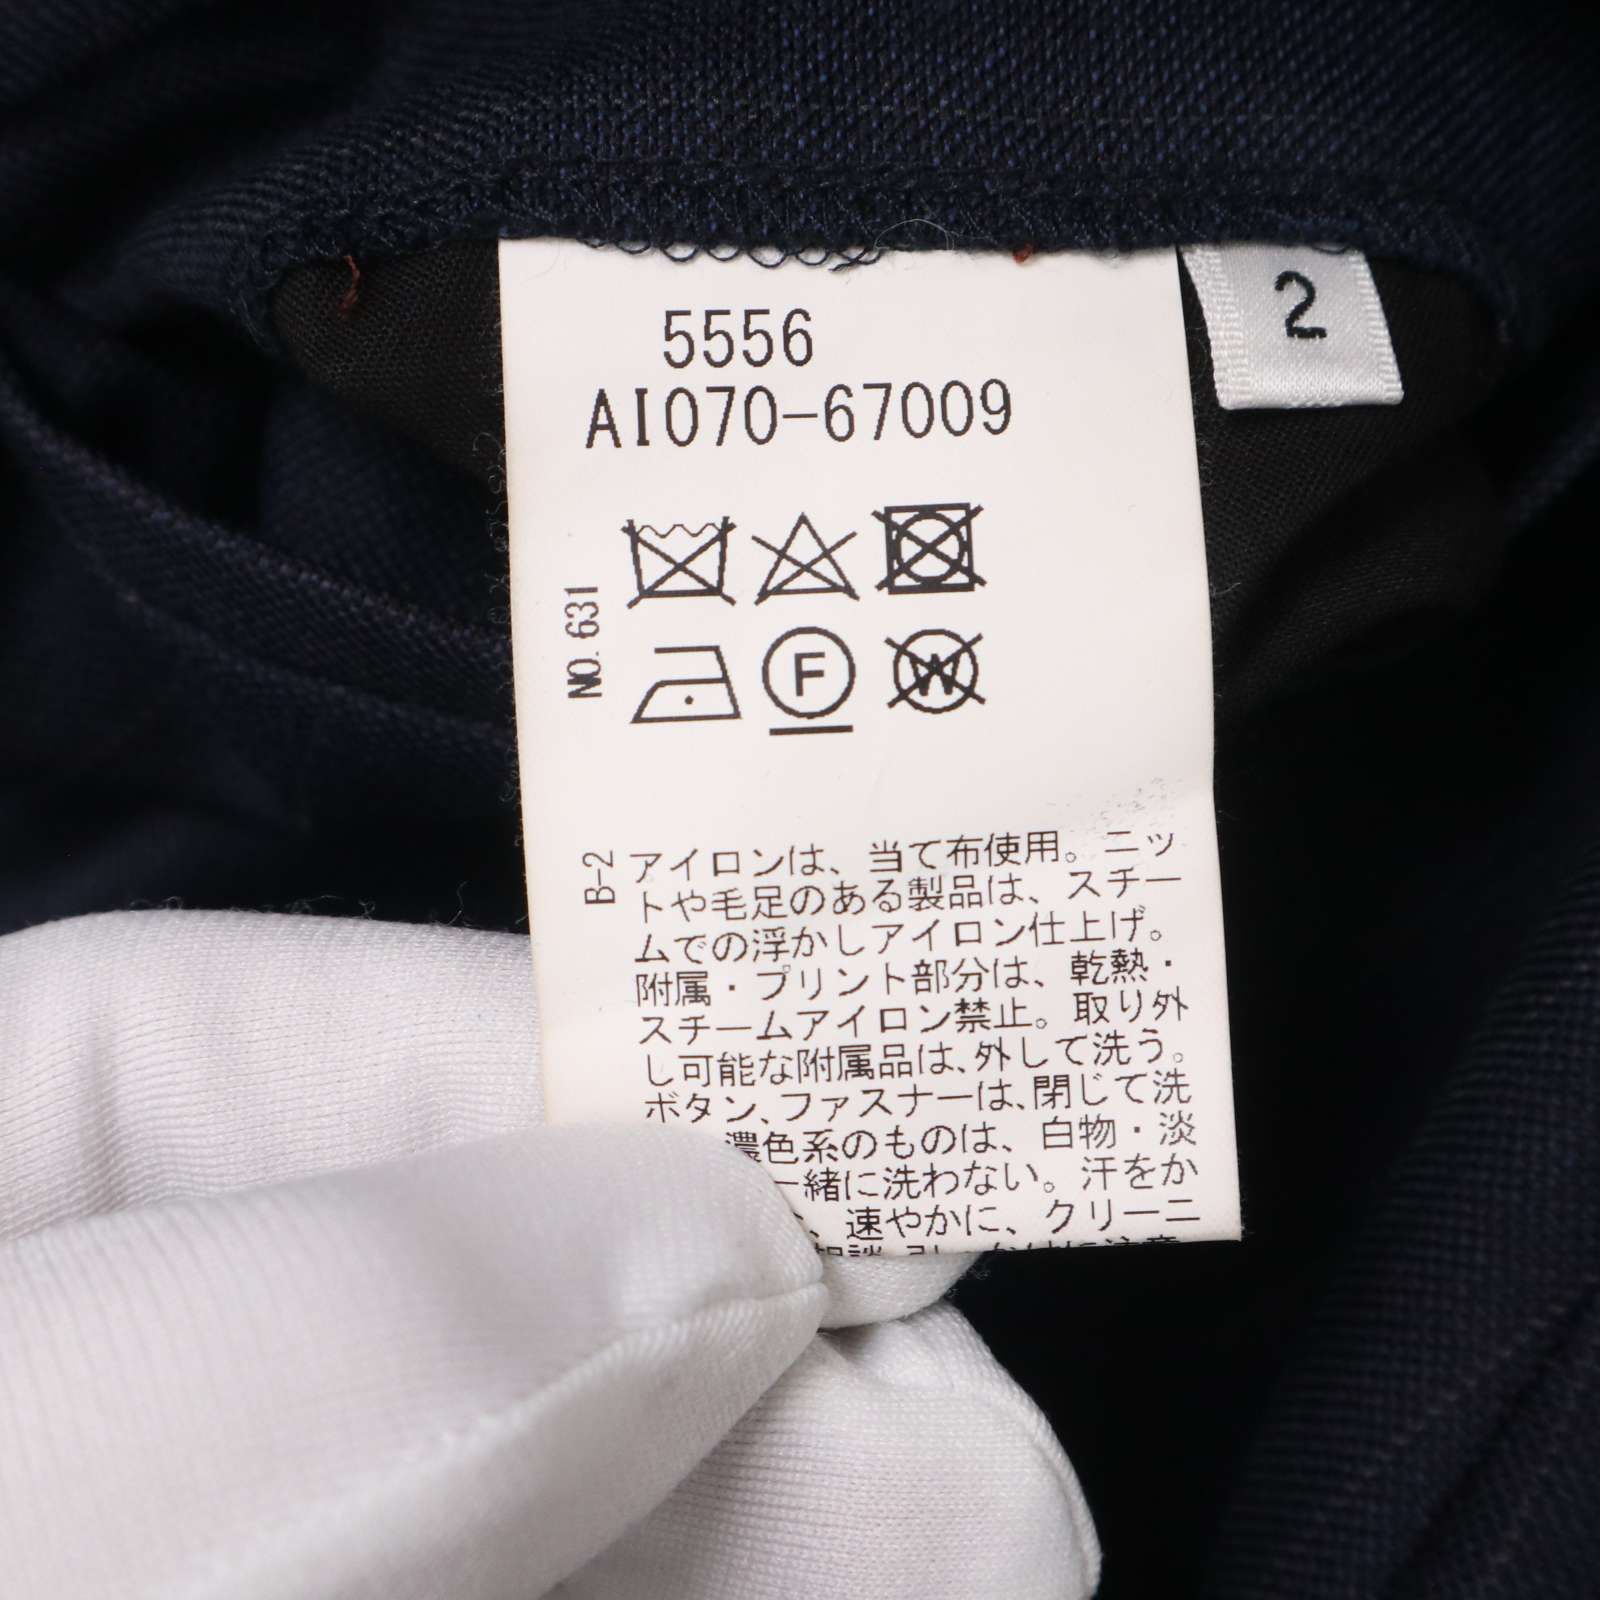 5556
2
AI070-67009
NO. 631
F
W
B-2
アイロンは、当て布使用。ニッ
トや毛足のある製品は、スチー
ムでの浮かしアイロン仕上げ。
附属・プリント部分は、乾熱・
スチームアイロン禁止。取り外
し可能な附属品は、外して洗う。
ボタン、ファスナーは、閉じて洗
濃色系のものは、白物・淡
一緒に洗わない。汗をか
、速やかに、クリーニ